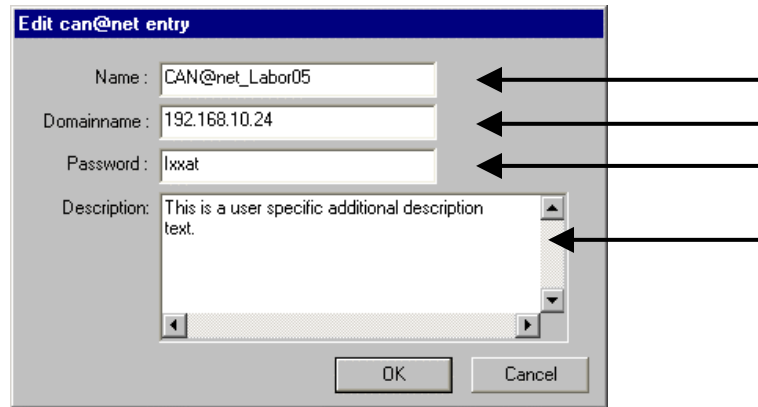 Edit can@net entry
Name : CAN@net_Labor05
Domainname : 192.168.10.24
Password : Ixxat
Description: This is a user specific additional description
text.
OK Cancel